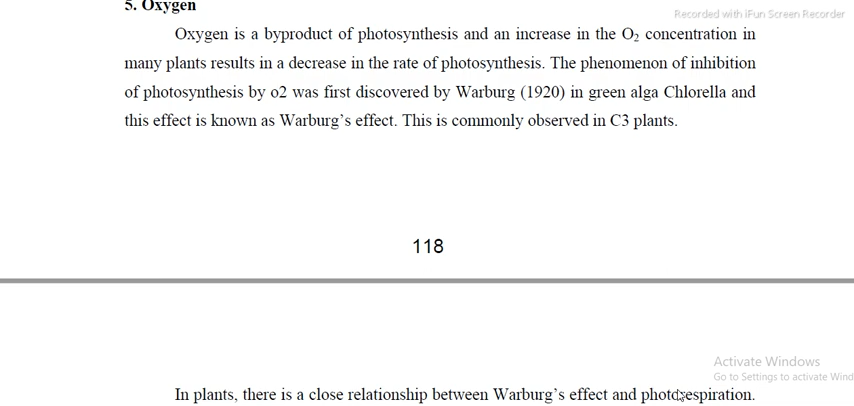 5. Oxygen
Recorded with iFun Screen Recorder
Oxygen is a byproduct of photosynthesis and an increase in the O₂ concentration in
many plants results in a decrease in the rate of photosynthesis. The phenomenon of inhibition
of photosynthesis by o2 was first discovered by Warburg (1920) in green alga Chlorella and
this effect is known as Warburg's effect. This is commonly observed in C3 plants.
118
Activate Windows
Go to Settings to activate Wind
In plants, there is a close relationship between Warburg's effect and photorespiration.